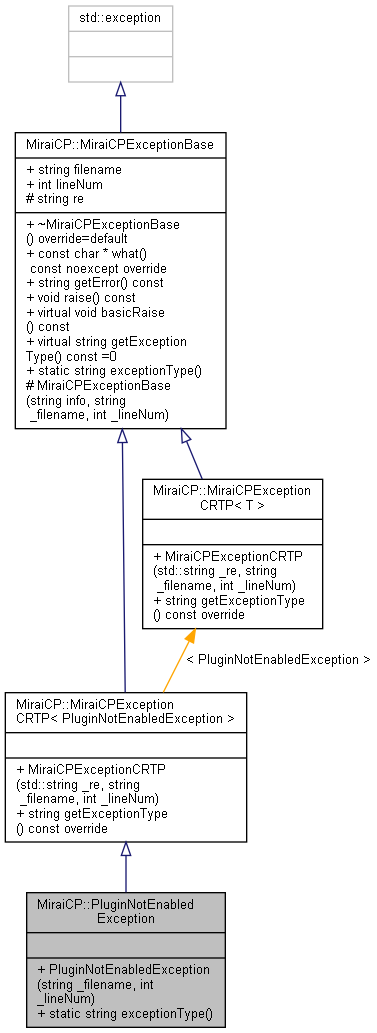 std::exception
MiraiCP::MiraiCPExceptionBase
+ string filename
+ int lineNum
# string re
+ ~MiraiCPExceptionBase
() override=default
+ const char * what()
const noexcept override
+ string getError() const
+ void raise() const
+ virtual void basicRaise
() const
+ virtual string getException
Type() const =0
+ static string exceptionType()
# MiraiCPExceptionBase
(string info, string
_filename, int _lineNum)
MiraiCP::MiraiCPException
CRTP< T >
+ MiraiCPExceptionCRTP
(std::string _re, string
_filename, int _lineNum)
+ string getExceptionType
() const override
< PluginNotEnabledException >
MiraiCP::MiraiCPException
CRTP< PluginNotEnabledException >
+ MiraiCPExceptionCRTP
(std::string _re, string
_filename, int _lineNum)
+ string getExceptionType
() const override
MiraiCP::PluginNotEnabled
Exception
+ PluginNotEnabledException
(string _filename, int
_lineNum)
+ static string exceptionType()